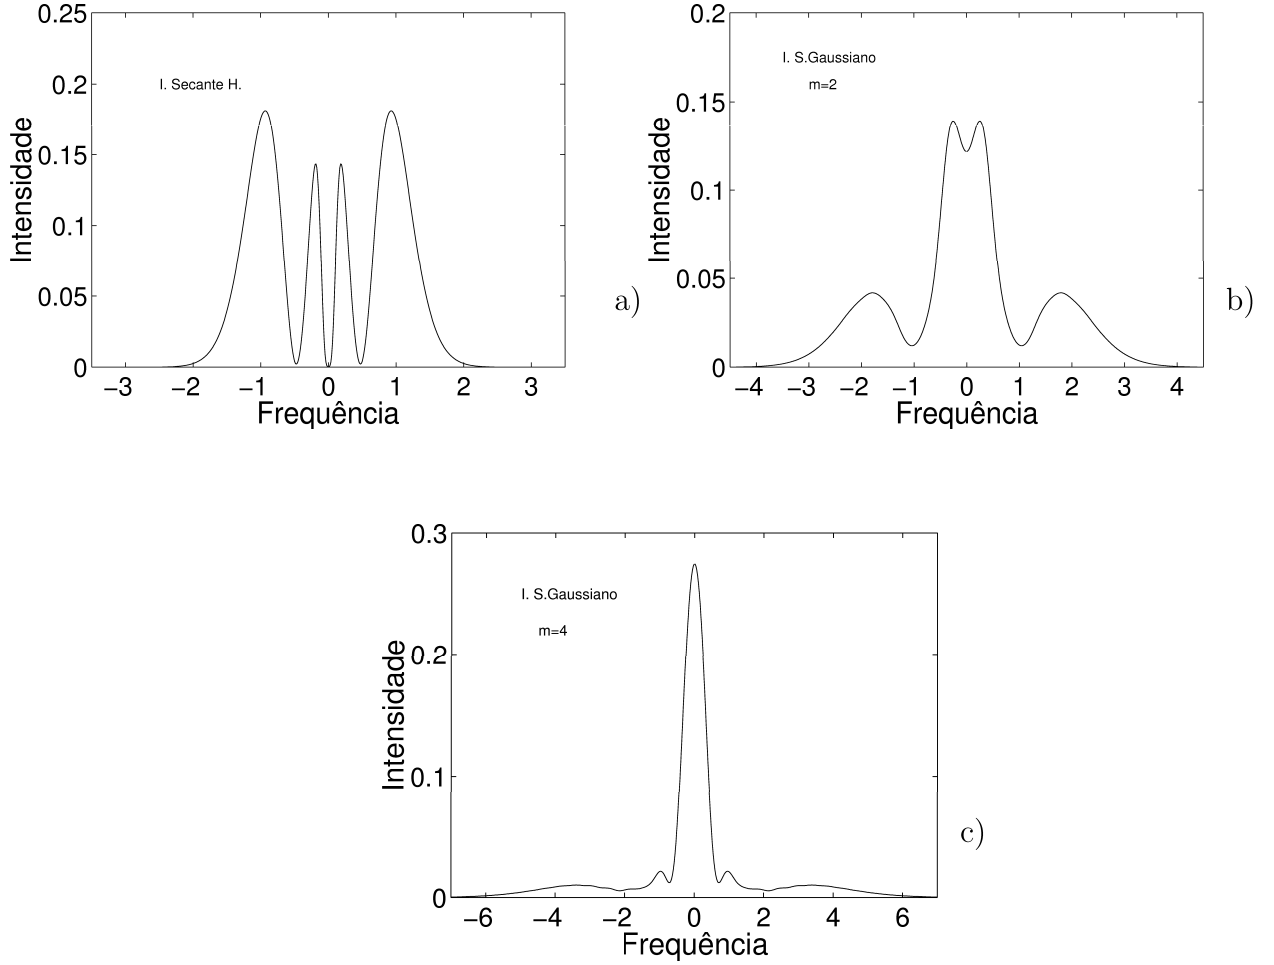 0.25
0.2
0.15
0.1
0.05
0
I. Secante H.
Intensidade
−3 −2 −1 0 1 2 3
Frequência
a)
0.2
0.15
0.1
0.05
0
I. S.Gaussiano
m=2
Intensidade
−4 −3 −2 −1 0 1 2 3 4
Frequência
b)
0.3
0.2
0.1
0
I. S.Gaussiano
m=4
Intensidade
−6 −4 −2 0 2 4 6
Frequência
c)